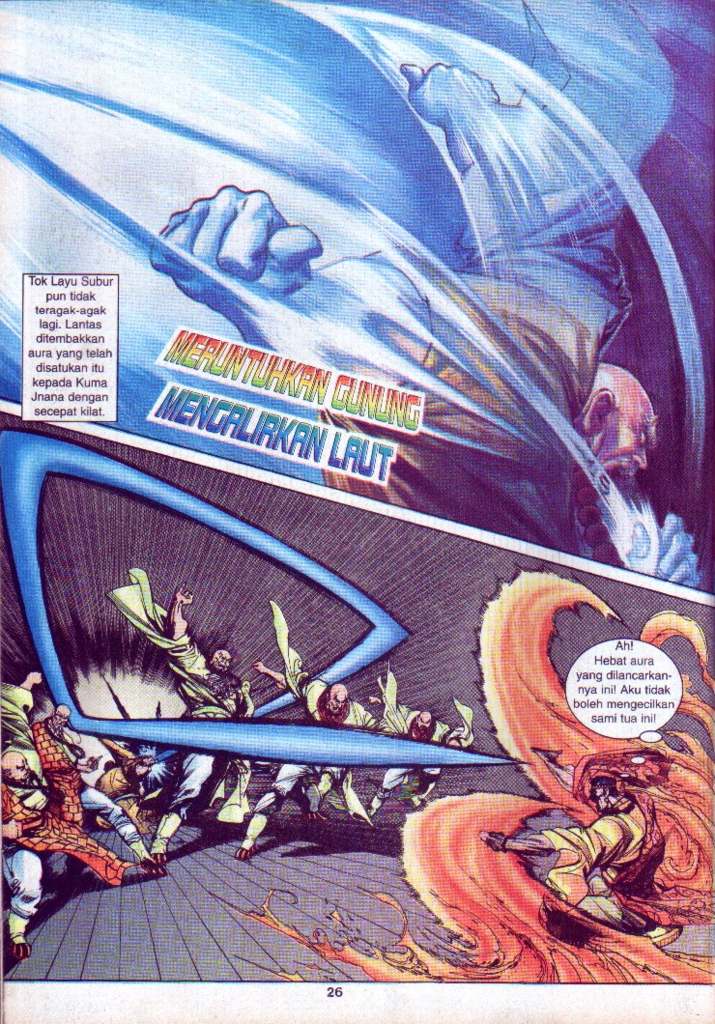 Tok Layu Subur
pun tidak
teragak-agak
lagi. Lantas
ditembakkan
aura yang telah
disatukan itu
kepada Kuma
Jnana dengan
secepat kilat.
MERUNTUHKAN GUNUNG
MENGALIRKAN LAUT
Ah!
Hebat aura
yang dilancarkan-
nya ini! Aku tidak
boleh mengecilkan
sami tua ini!
26